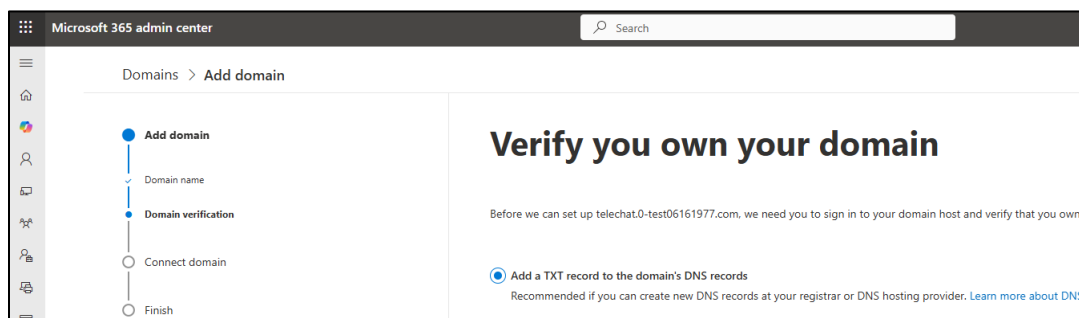 Microsoft 365 admin center
Search
Domains > Add domain
Add domain
Domain name
Domain verification
Connect domain
Finish
Verify you own your domain
Before we can set up telechat.0-test06161977.com, we need you to sign in to your domain host and verify that you own
Add a TXT record to the domain's DNS records
Recommended if you can create new DNS records at your registrar or DNS hosting provider. Learn more about DNS